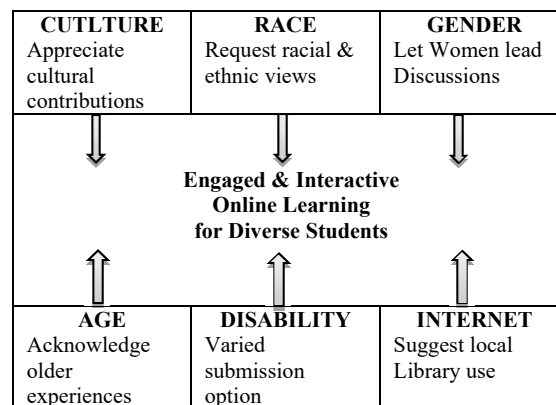 CUTLTURE
Appreciate
cultural
contributions
RACE
Request racial &
ethnic views
GENDER
Let Women lead
Discussions
Engaged & Interactive
Online Learning
for Diverse Students
AGE
Acknowledge
older
experiences
DISABILITY
Varied
submission
option
INTERNET
Suggest local
Library use